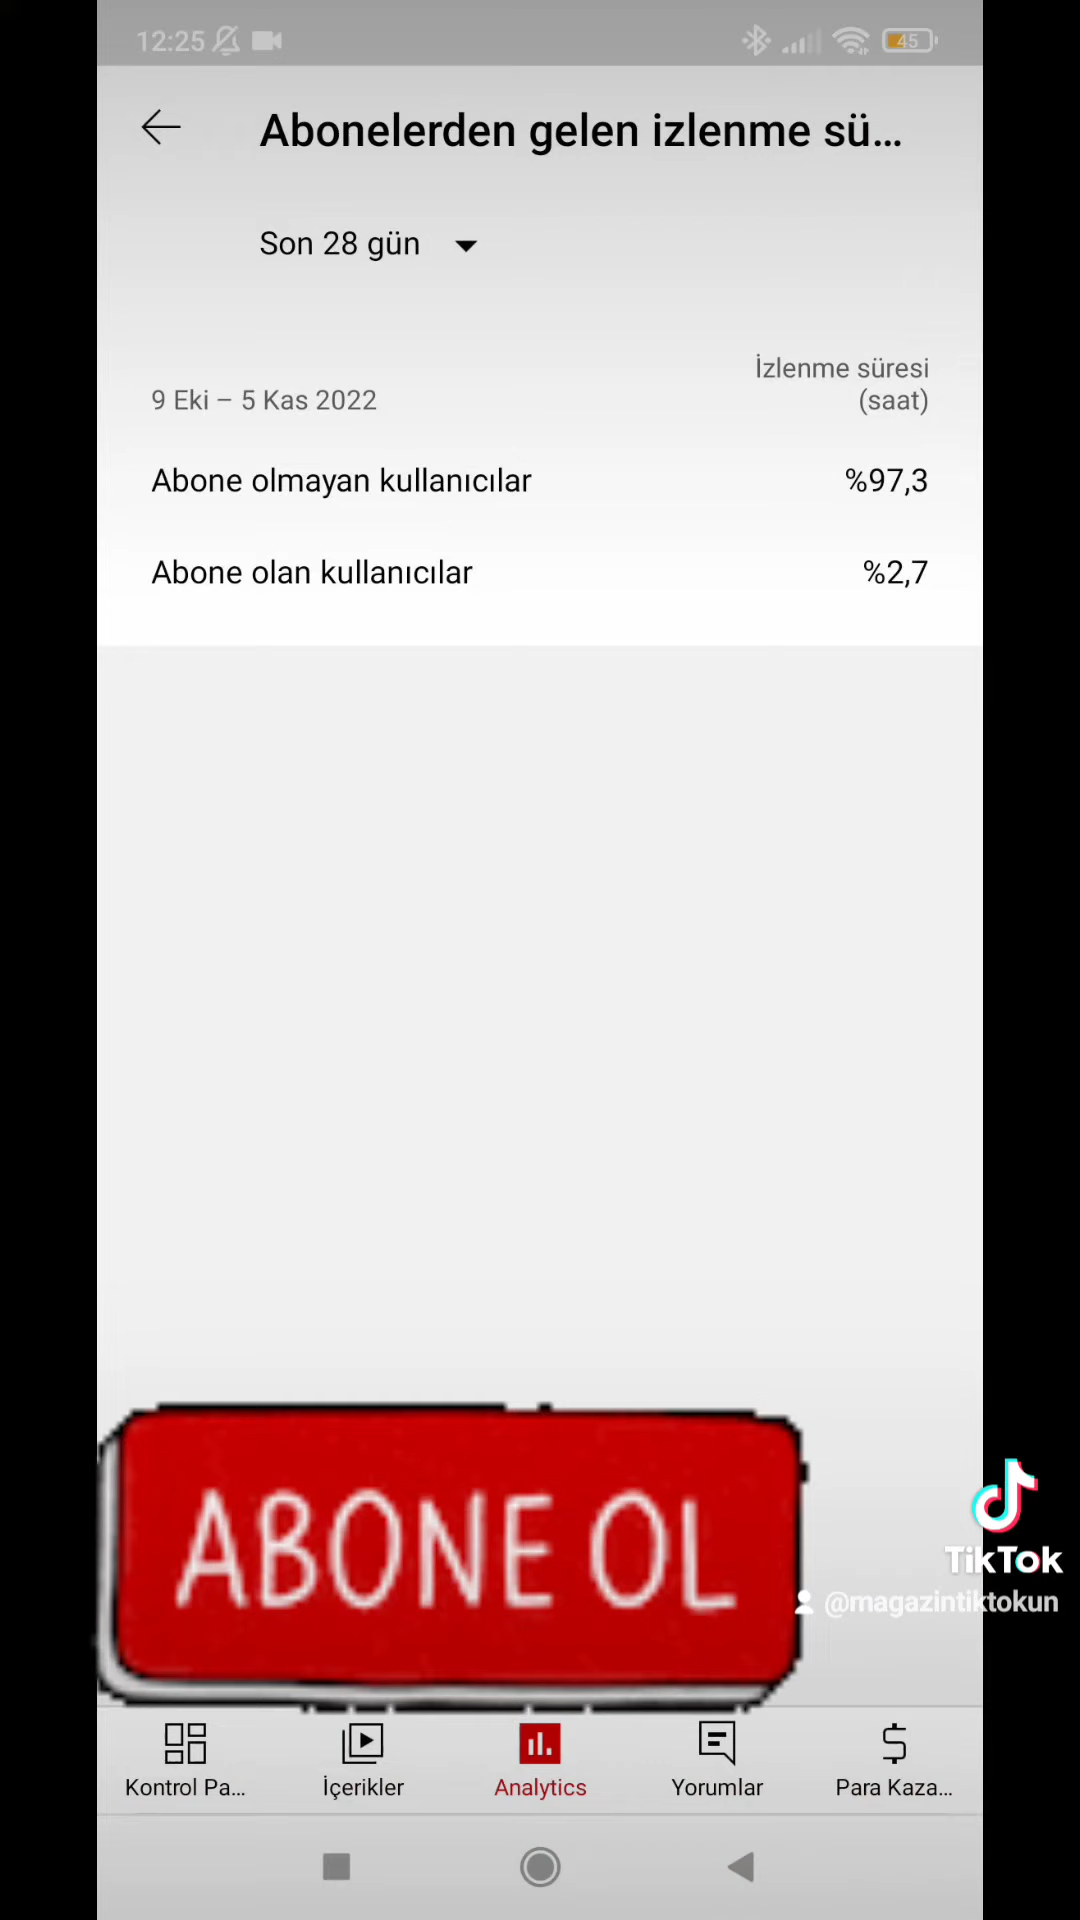 12:25
45
Abonelerden gelen izlenme sü...
Son 28 gün
İzlenme süresi
9 Eki – 5 Kas 2022
(saat)
Abone olmayan kullanıcılar %97,3
Abone olan kullanıcılar %2,7
ABONE OL
TikTok
@magazintiktokun
Kontrol Pa...
İçerikler
Analytics
Yorumlar
Para Kaza...